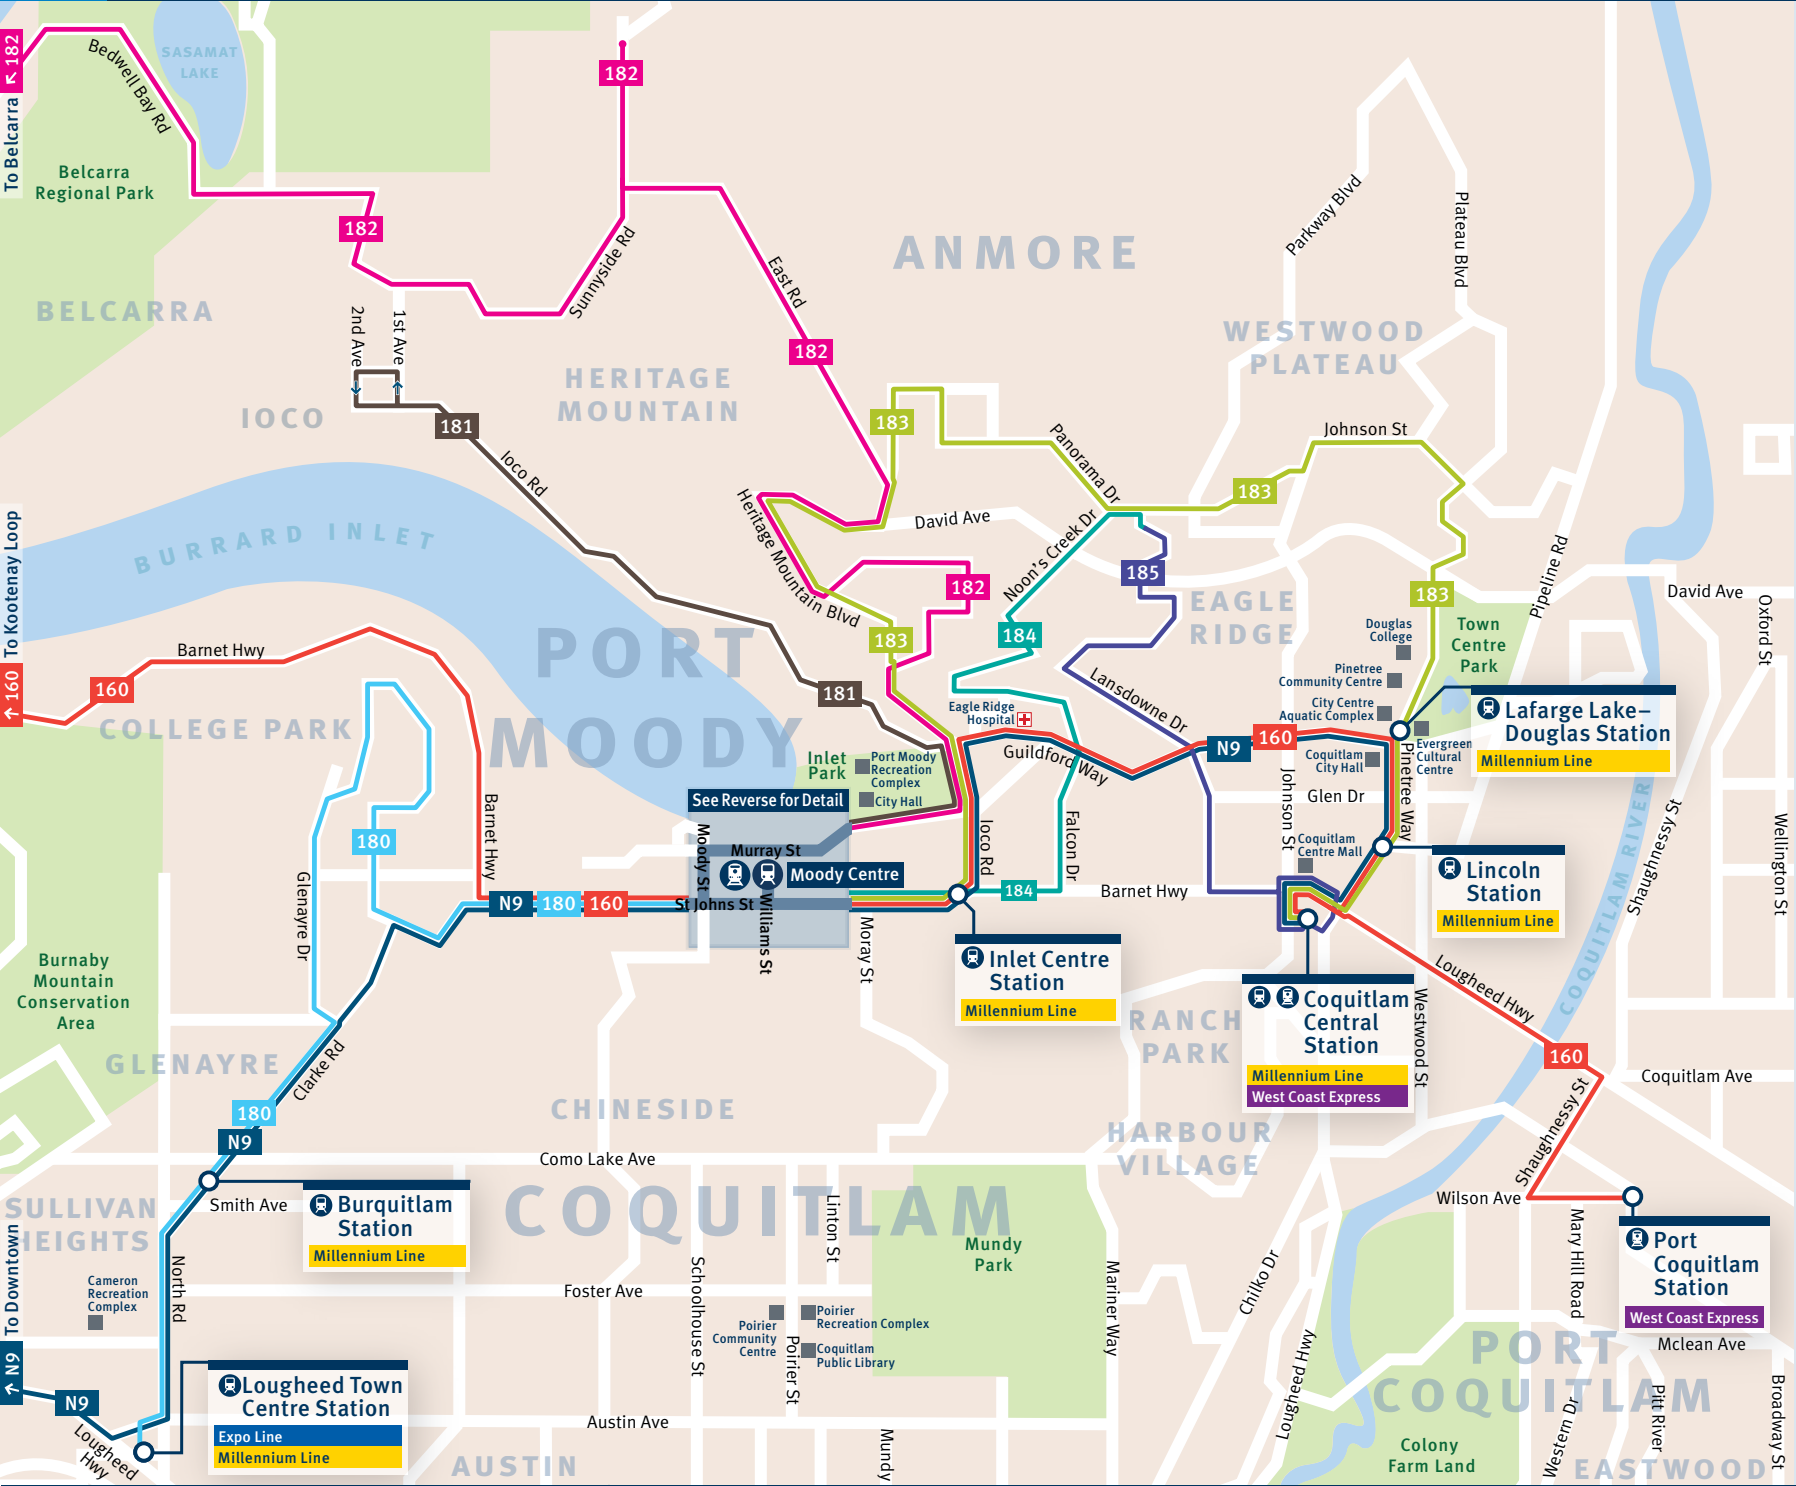 182
To Belcarra
Bedwell Bay Rd
SASAMAT
LAKE
182
Belcarra
Regional Park
182
Sunnyside Rd
East Rd
ANMORE
Parkway Blvd
Plateau Blvd
BELCARRA
2nd Ave
1st Ave
WESTWOOD
PLATEAU
182
HERITAGE
MOUNTAIN
IOCO
181
183
Johnson St
Panorama Dr
Ioco Rd
183
Heritage Mountain Blvd
David Ave
Noon's Creek Dr
BURRARD INLET
To Kootenay Loop
160
185
182
EAGLE
RIDGE
183
Pipeline Rd
David Ave
Oxford St
PORT
MOODY
183
184
Douglas
College
Town
Centre
Park
Barnet Hwy
160
COLLEGE PARK
181
Lansdowne Dr
Pinetree
Community Centre
City Centre
Aquatic Complex
Eagle Ridge
Hospital
Guildford Way
N9
160
Coquitlam
City Hall
Evergreen
Cultural
Centre
Lafarge Lake–
Douglas Station
Millennium Line
Inlet
Park
Port Moody
Recreation
Complex
City Hall
See Reverse for Detail
Barnet Hwy
180
Moody St
Murray St
Moody Centre
St Johns St
Williams St
Ioco Rd
Falcon Dr
Johnson St
Glen Dr
Pinetree Way
Coquitlam
Centre Mall
Lincoln
Station
Millennium Line
COQUITLAM RIVER
Shaughnessy St
Wellington St
Glenayre Dr
N9
180
160
184
Barnet Hwy
Moray St
Inlet Centre
Station
Millennium Line
Burnaby
Mountain
Conservation
Area
Lougheed Hwy
Westwood St
Coquitlam
Central
Station
Millennium Line
West Coast Express
RANCH
PARK
GLENAYRE
Clarke Rd
160
Coquitlam Ave
180
N9
CHINESIDE
HARBOUR
VILLAGE
Shaughnessy St
Como Lake Ave
Smith Ave
Burquitlam
Station
Millennium Line
SULLIVAN
HEIGHTS
COQUITLAM
Linton St
Wilson Ave
Mary Hill Road
Port
Coquitlam
Station
West Coast Express
To Downtown
N9
North Rd
Cameron
Recreation
Complex
Mundy
Park
Foster Ave
Schoolhouse St
Poirier
Community
Centre
Poirier St
Poirier
Recreation Complex
Coquitlam
Public Library
Mariner Way
Chilko Dr
Lougheed Hwy
PORT
COQUITLAM
Mclean Ave
N9
Lougheed
Hwy
Lougheed Town
Centre Station
Expo Line
Millennium Line
Austin Ave
AUSTIN
Mundy
Colony
Farm Land
Western Dr
Pitt River
Broadway St
EASTWOOD